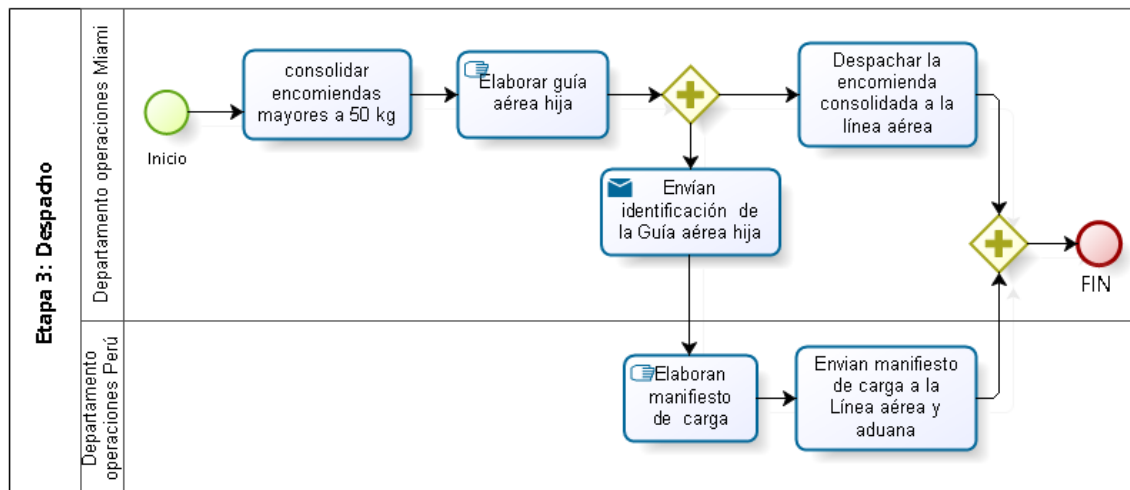 Etapa 3: Despacho
Departamento operaciones Miami
Inicio
consolidar
encomiendas
mayores a 50 kg
Elaborar guía
aérea hija
Despachar la
encomienda
consolidada a la
línea aérea
Envían
identificación de
la Guía aérea hija
FIN
Departamento
operaciones Perú
Elaboran
manifiesto
de carga
Envian manifiesto
de carga a la
Línea aérea y
aduana